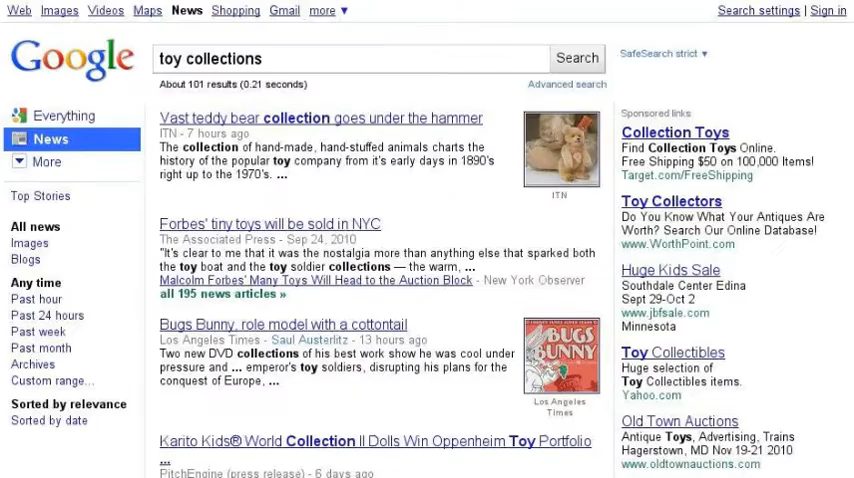 Web Images Videos Maps News Shopping Gmail more ▼
Search settings | Sign in
Google
toy collections
Search
SafeSearch strict ▼
About 101 results (0.21 seconds)
Advanced search
Everything
News
More
Top Stories
All news
Images
Blogs
Any time
Past hour
Past 24 hours
Past week
Past month
Archives
Custom range...
Sorted by relevance
Sorted by date
Vast teddy bear collection goes under the hammer
ITN - 7 hours ago
The collection of hand-made, hand-stuffed animals charts the
history of the popular toy company from it's early days in 1890's
right up to the 1970's. ...
ITN
Forbes' tiny toys will be sold in NYC
The Associated Press - Sep 24, 2010
"It's clear to me that it was the nostalgia more than anything else that sparked both
the toy boat and the toy soldier collections — the warm, ...
Malcolm Forbes' Many Toys Will Head to the Auction Block - New York Observer
all 195 news articles »
Bugs Bunny, role model with a cottontail
Los Angeles Times - Saul Austerlitz - 13 hours ago
Two new DVD collections of his best work show he was cool under
pressure and ... emperor's toy soldiers, disrupting his plans for the
conquest of Europe, ...
BUGS
BUNNY
Los Angeles
Times
Karito Kids® World Collection II Dolls Win Oppenheim Toy Portfolio
...
PitchEngine (press release) - 6 days ago
Sponsored links
Collection Toys
Find Collection Toys Online.
Free Shipping $50 on 100,000 Items!
Target.com/FreeShipping
Toy Collectors
Do You Know What Your Antiques Are
Worth? Search Our Online Database!
www.WorthPoint.com
Huge Kids Sale
Southdale Center Edina
Sept 29-Oct 2
www.jbfsale.com
Minnesota
Toy Collectibles
Huge selection of
Toy Collectibles items.
Yahoo.com
Old Town Auctions
Antique Toys, Advertising, Trains
Hagerstown, MD Nov 19-21 2010
www.oldtownauctions.com